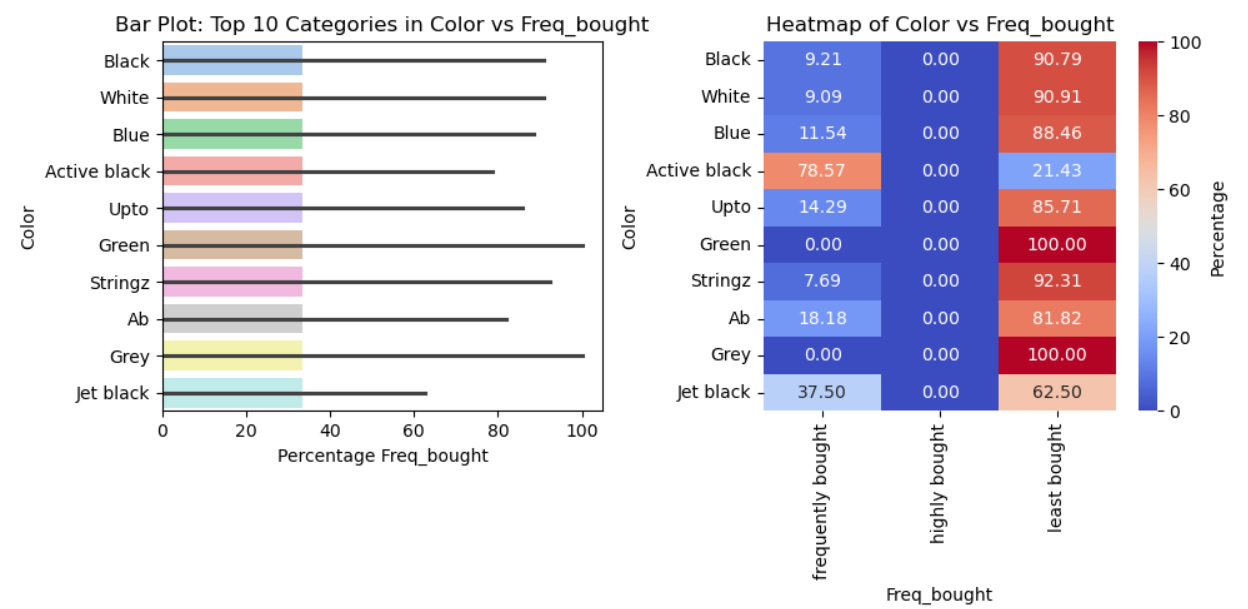 Bar Plot: Top 10 Categories in Color vs Freq_bought
Color
Black
White
Blue
Active black
Upto
Green
Stringz
Ab
Grey
Jet black
0 20 40 60 80 100
Percentage Freq_bought
Heatmap of Color vs Freq_bought
Color
Black 9.21 0.00 90.79
White 9.09 0.00 90.91
Blue 11.54 0.00 88.46
Active black 78.57 0.00 21.43
Upto 14.29 0.00 85.71
Green 0.00 0.00 100.00
Stringz 7.69 0.00 92.31
Ab 18.18 0.00 81.82
Grey 0.00 0.00 100.00
Jet black 37.50 0.00 62.50
frequently bought
highly bought
least bought
Freq_bought
100
80
60
40
20
0
Percentage